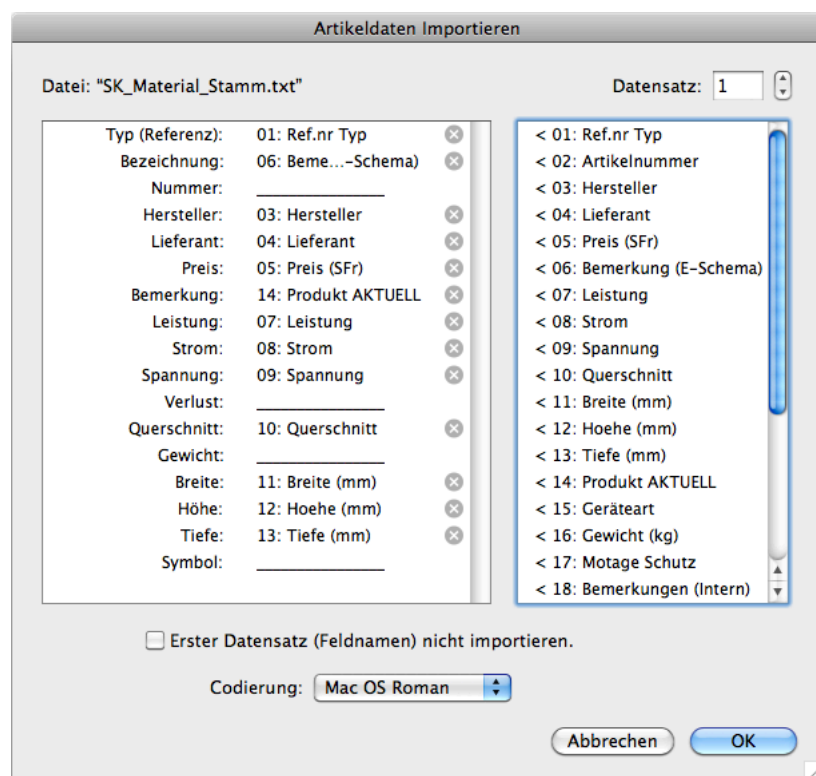 Artikeldaten Importieren
Datei: "SK_Material_Stamm.txt"
Datensatz: 1
Typ (Referenz): 01: Ref.nr Typ
Bezeichnung: 06: Beme...-Schema)
Nummer: _______________
Hersteller: 03: Hersteller
Lieferant: 04: Lieferant
Preis: 05: Preis (SFr)
Bemerkung: 14: Produkt AKTUELL
Leistung: 07: Leistung
Strom: 08: Strom
Spannung: 09: Spannung
Verlust: _______________
Querschnitt: 10: Querschnitt
Gewicht: _______________
Breite: 11: Breite (mm)
Höhe: 12: Hoehe (mm)
Tiefe: 13: Tiefe (mm)
Symbol: _______________
< 01: Ref.nr Typ
< 02: Artikelnummer
< 03: Hersteller
< 04: Lieferant
< 05: Preis (SFr)
< 06: Bemerkung (E-Schema)
< 07: Leistung
< 08: Strom
< 09: Spannung
< 10: Querschnitt
< 11: Breite (mm)
< 12: Hoehe (mm)
< 13: Tiefe (mm)
< 14: Produkt AKTUELL
< 15: Geräteart
< 16: Gewicht (kg)
< 17: Motage Schutz
< 18: Bemerkungen (Intern)
Erster Datensatz (Feldnamen) nicht importieren.
Codierung: Mac OS Roman
Abbrechen OK